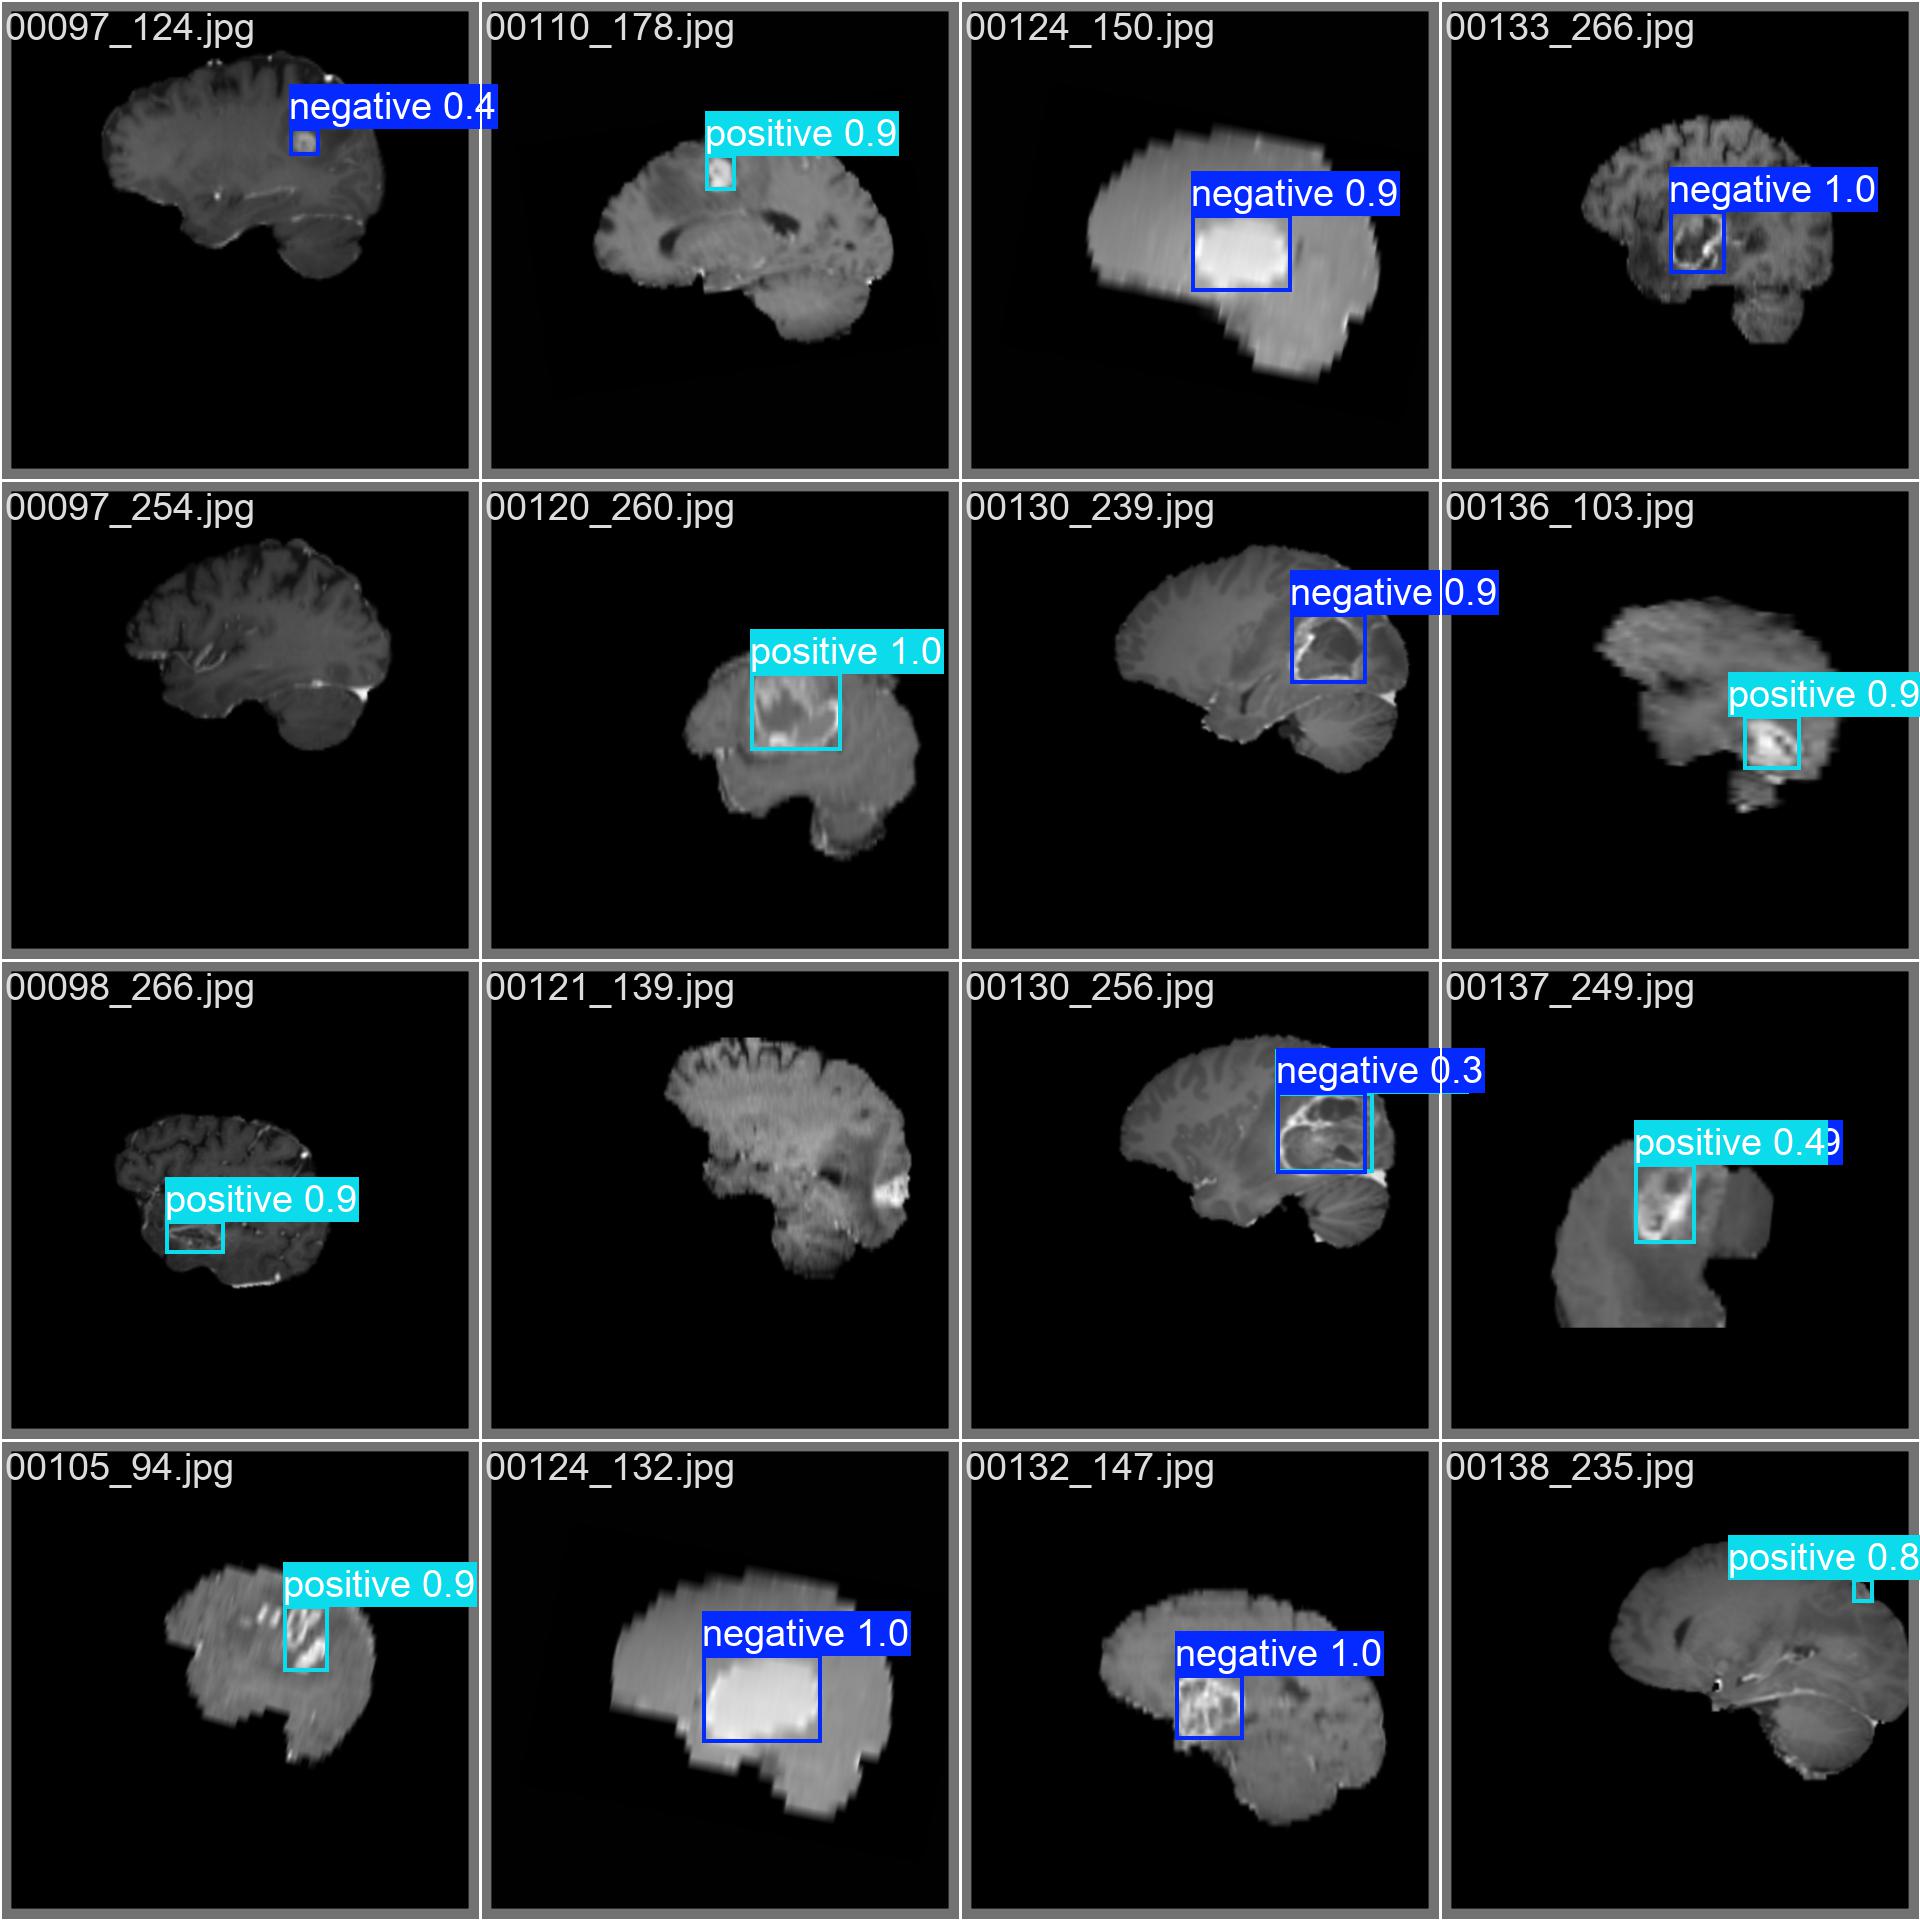 00097_124.jpg
negative 0.4
00110_178.jpg
positive 0.9
00124_150.jpg
negative 0.9
00133_266.jpg
negative 1.0
00097_254.jpg
00120_260.jpg
positive 1.0
00130_239.jpg
negative 0.9
00136_103.jpg
positive 0.9
00098_266.jpg
positive 0.9
00121_139.jpg
00130_256.jpg
negative 0.3
00137_249.jpg
positive 0.4
9
00105_94.jpg
positive 0.9
00124_132.jpg
negative 1.0
00132_147.jpg
negative 1.0
00138_235.jpg
positive 0.8